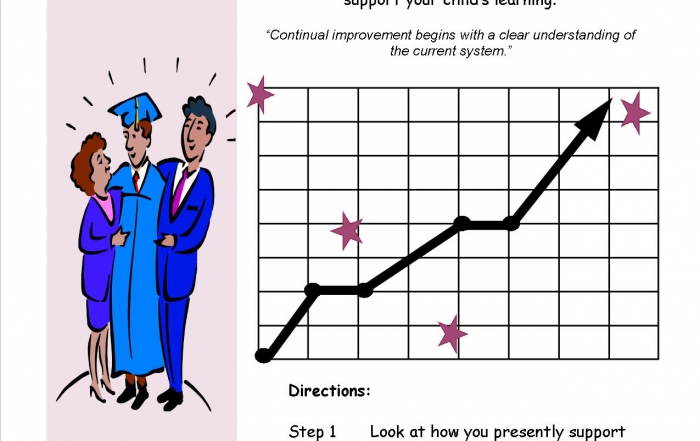 support your child's learning.
“Continual improvement begins with a clear understanding of
the current system.”
Directions:
Step 1 Look at how you presently support